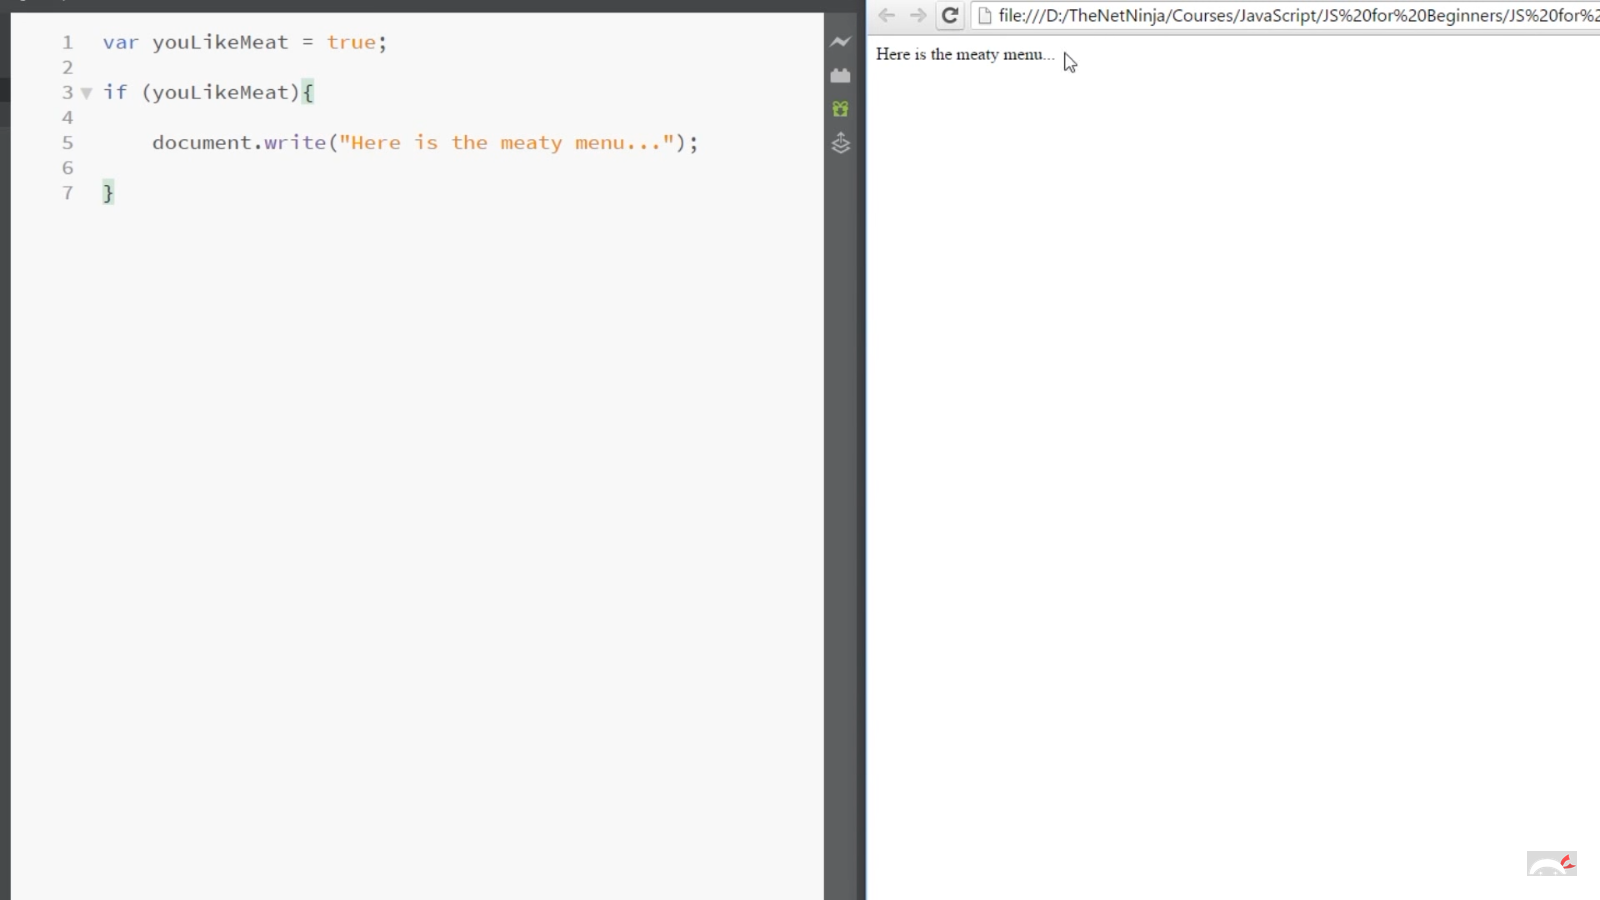 1 var youLikeMeat = true;
2
3 if (youLikeMeat){
4
5 document.write("Here is the meaty menu...");
6
7 }
file:///D:/TheNetNinja/Courses/JavaScript/JS%20for%20Beginners/JS%20for%2
Here is the meaty menu...